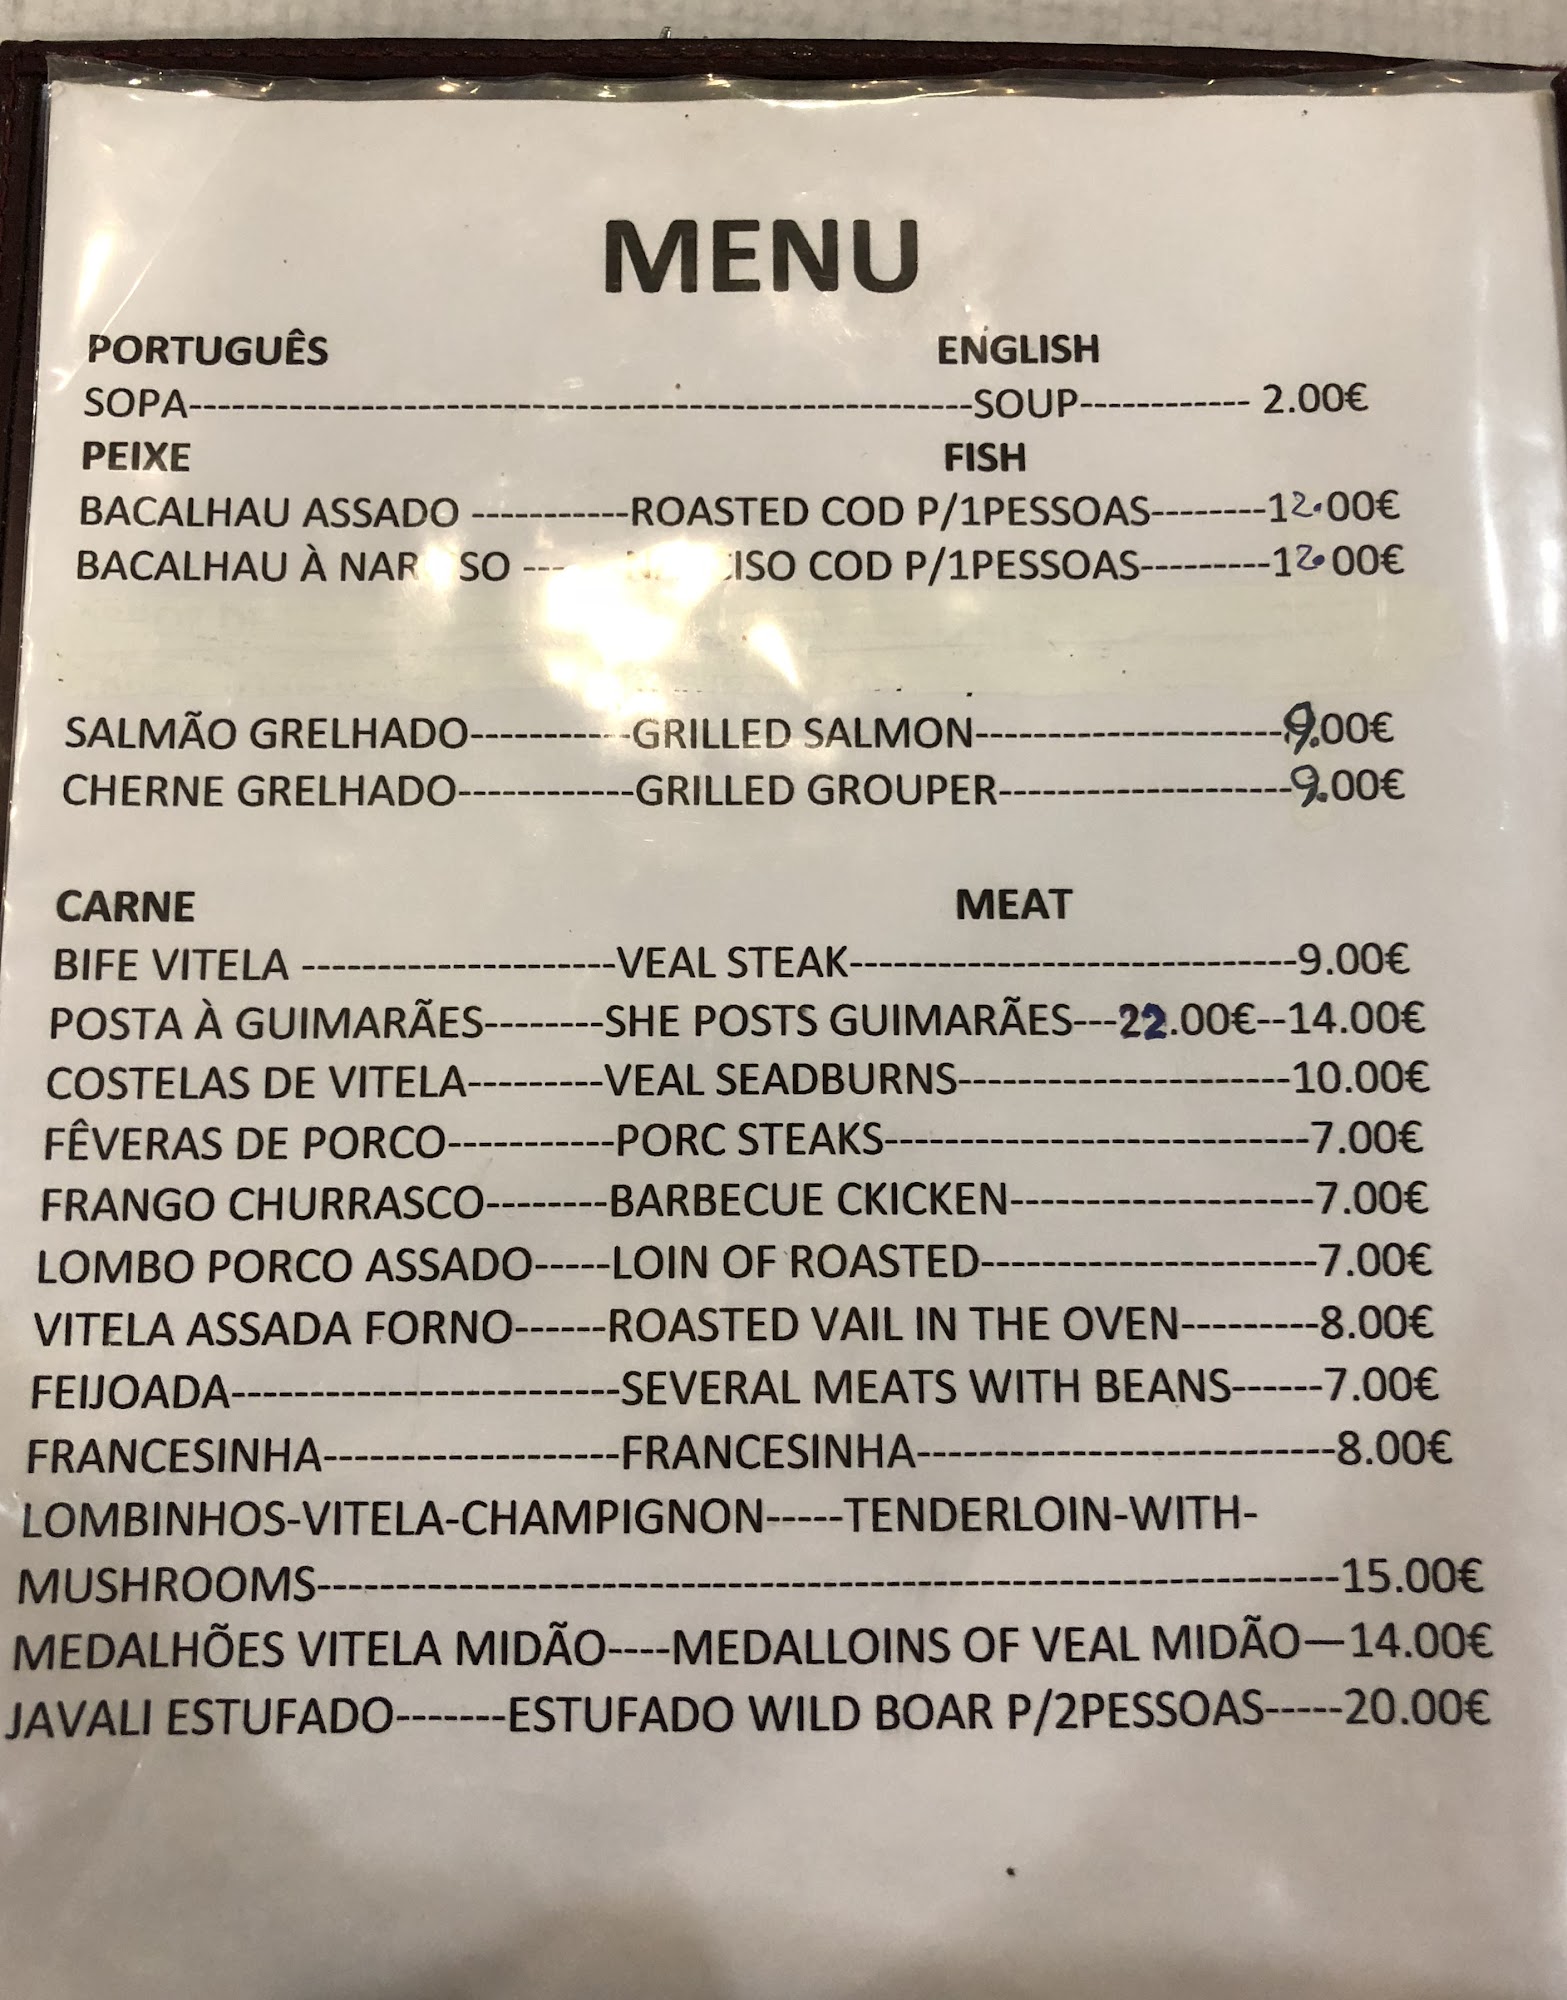 MENU
PORTUGUÊS ENGLISH
SOPA------------------------------------------------------SOUP------------ 2.00€
PEIXE FISH
BACALHAU ASSADO -----------ROASTED COD P/1PESSOAS--------12.00€
BACALHAU À --- COD P/1PESSOAS---------12.00€
SALMÃO GRELHADO-----------GRILLED SALMON---------------------9.00€
CHERNE GRELHADO------------GRILLED GROUPER--------------------9.00€
CARNE MEAT
BIFE VITELA ---------------------VEAL STEAK------------------------------9.00€
POSTA À GUIMARÃES--------SHE POSTS GUIMARÃES---22.00€--14.00€
COSTELAS DE VITELA---------VEAL SEADBURNS-----------------------10.00€
FÊVERAS DE PORCO-----------PORC STEAKS-----------------------------7.00€
FRANGO CHURRASCO--------BARBECUE CKICKEN--------------------7.00€
LOMBO PORCO ASSADO-----LOIN OF ROASTED-----------------------7.00€
VITELA ASSADA FORNO------ROASTED VAIL IN THE OVEN---------8.00€
FEIJOADA--------------------------SEVERAL MEATS WITH BEANS------7.00€
FRANCESINHA--------------------FRANCESINHA----------------------------8.00€
LOMBINHOS-VITELA-CHAMPIGNON-----TENDERLOIN-WITH-
MUSHROOMS-----------------------------------------------------------------15.00€
MEDALHÕES VITELA MIDÃO----MEDALLOINS OF VEAL MIDÃO—14.00€
JAVALI ESTUFADO-------ESTUFADO WILD BOAR P/2PESSOAS-----20.00€